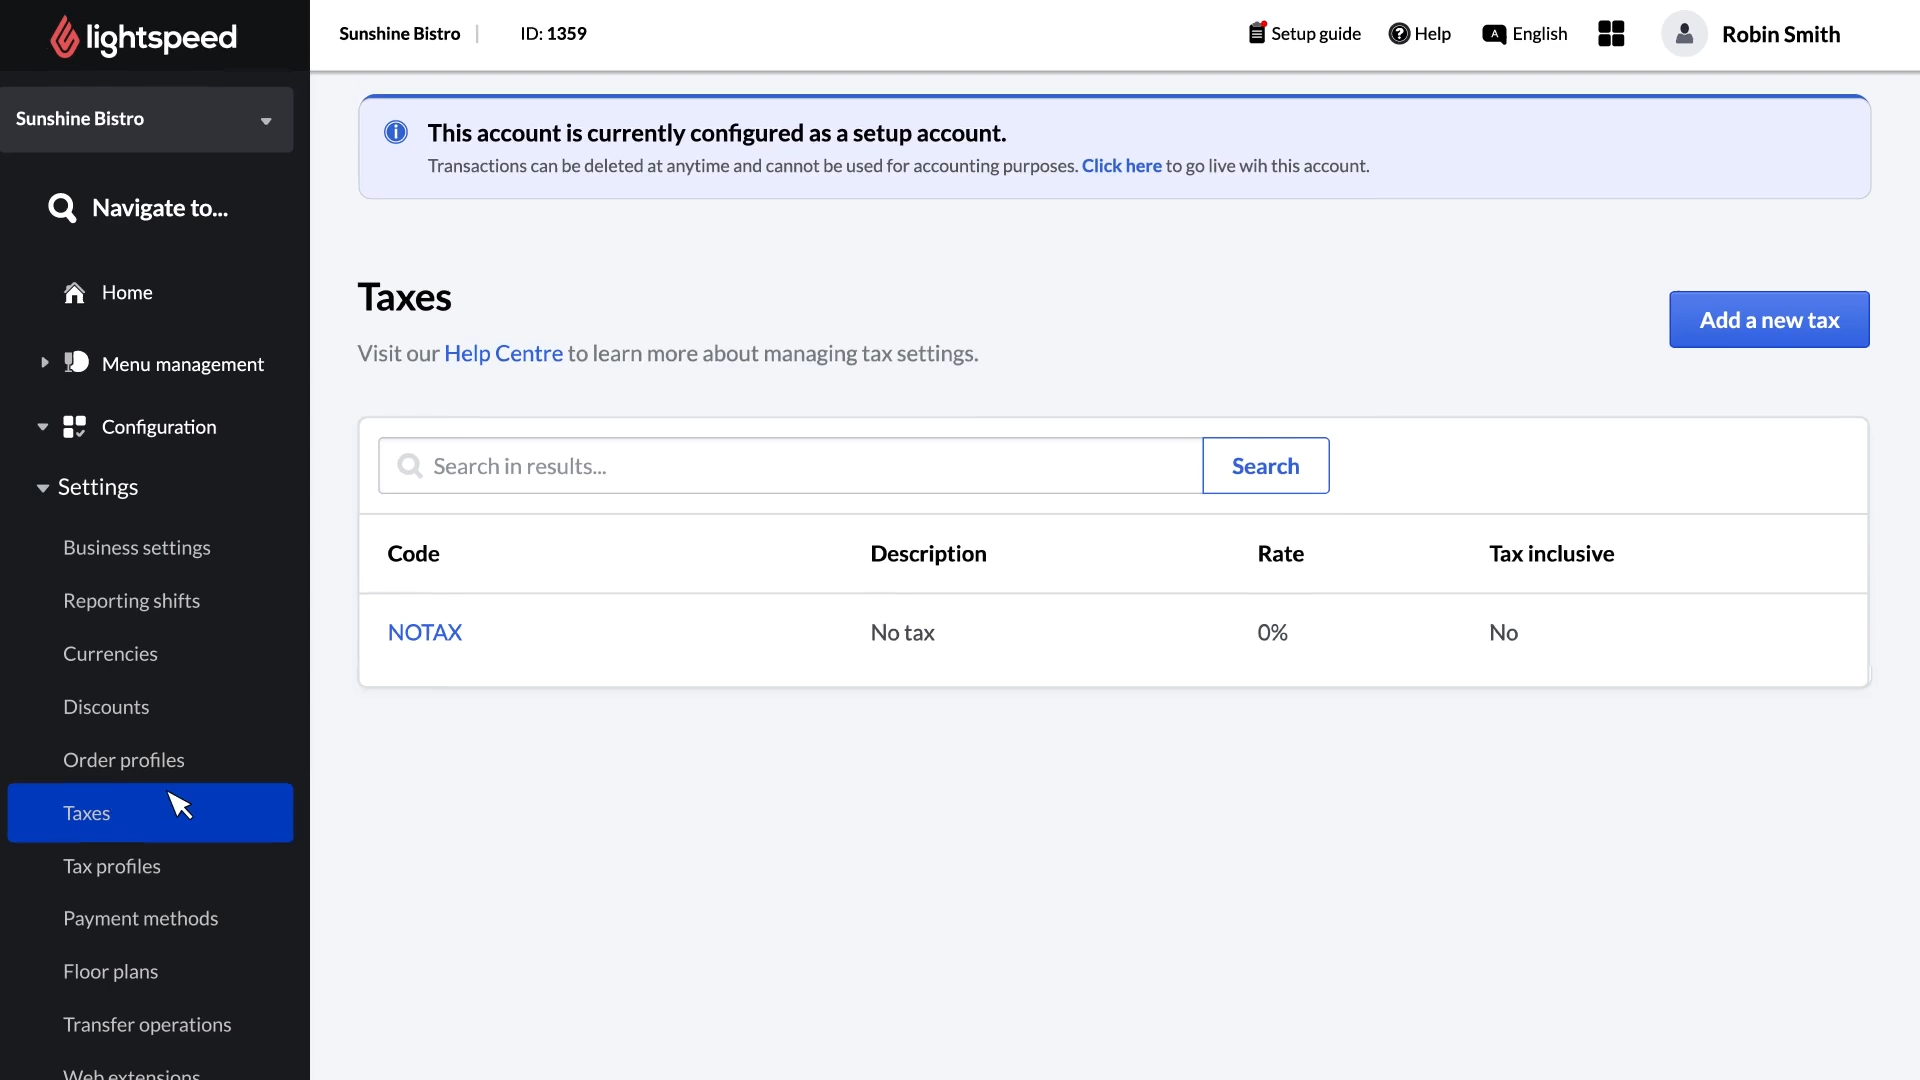 lightspeed
Sunshine Bistro
ID: 1359
Setup guide
Help
English
Robin Smith
Sunshine Bistro
Navigate to...
Home
Menu management
Configuration
Settings
Business settings
Reporting shifts
Currencies
Discounts
Order profiles
Taxes
Tax profiles
Payment methods
Floor plans
Transfer operations
Web extensions
This account is currently configured as a setup account.
Transactions can be deleted at anytime and cannot be used for accounting purposes. Click here to go live wih this account.
Taxes
Visit our Help Centre to learn more about managing tax settings.
Add a new tax
Search in results...
Search
Code Description Rate Tax inclusive
NOTAX No tax 0% No